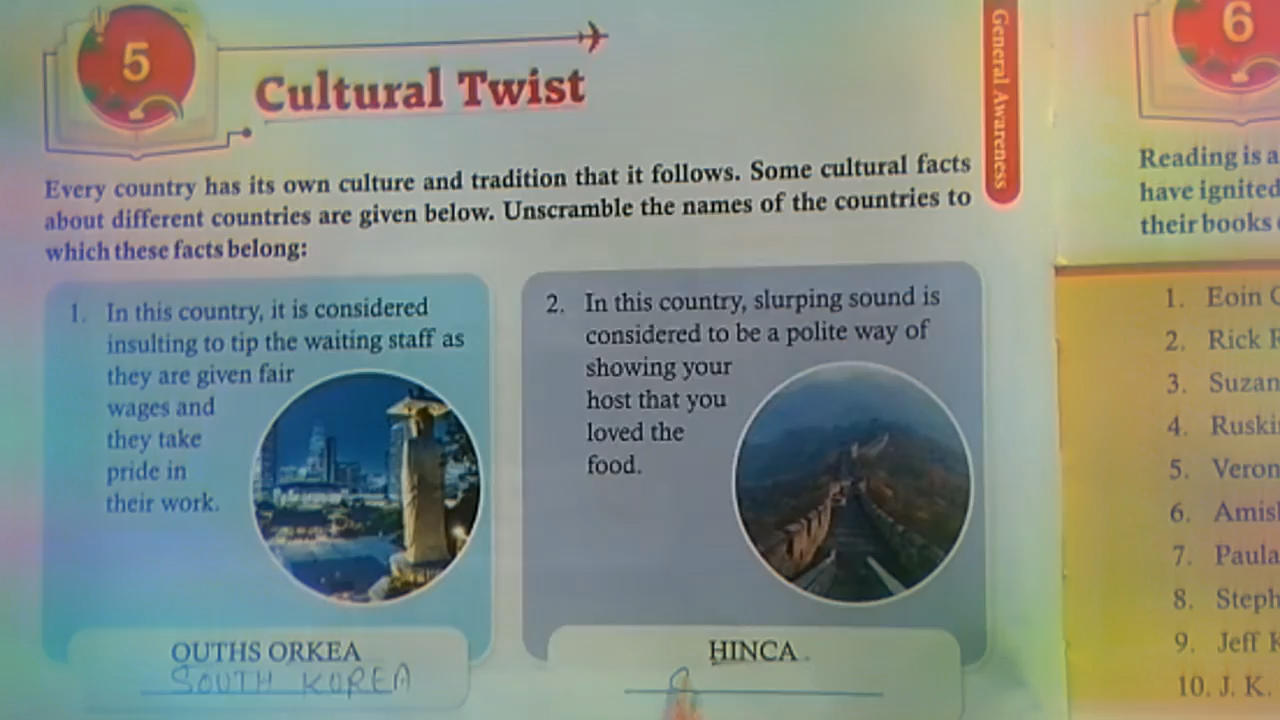 5
Cultural Twist
General Awareness
Every country has its own culture and tradition that it follows. Some cultural facts
about different countries are given below. Unscramble the names of the countries to
which these facts belong:
1. In this country, it is considered
insulting to tip the waiting staff as
they are given fair
wages and
they take
pride in
their work.
OUTHS ORKEA
SOUTH KOREA
2. In this country, slurping sound is
considered to be a polite way of
showing your
host that you
loved the
food.
HINCA
6
Reading is a
have ignited
their books
1. Eoin
2. Rick
3. Suzan
4. Ruski
5. Veron
6. Amis
7. Paula
8. Steph
9. Jeff
10. J. K.